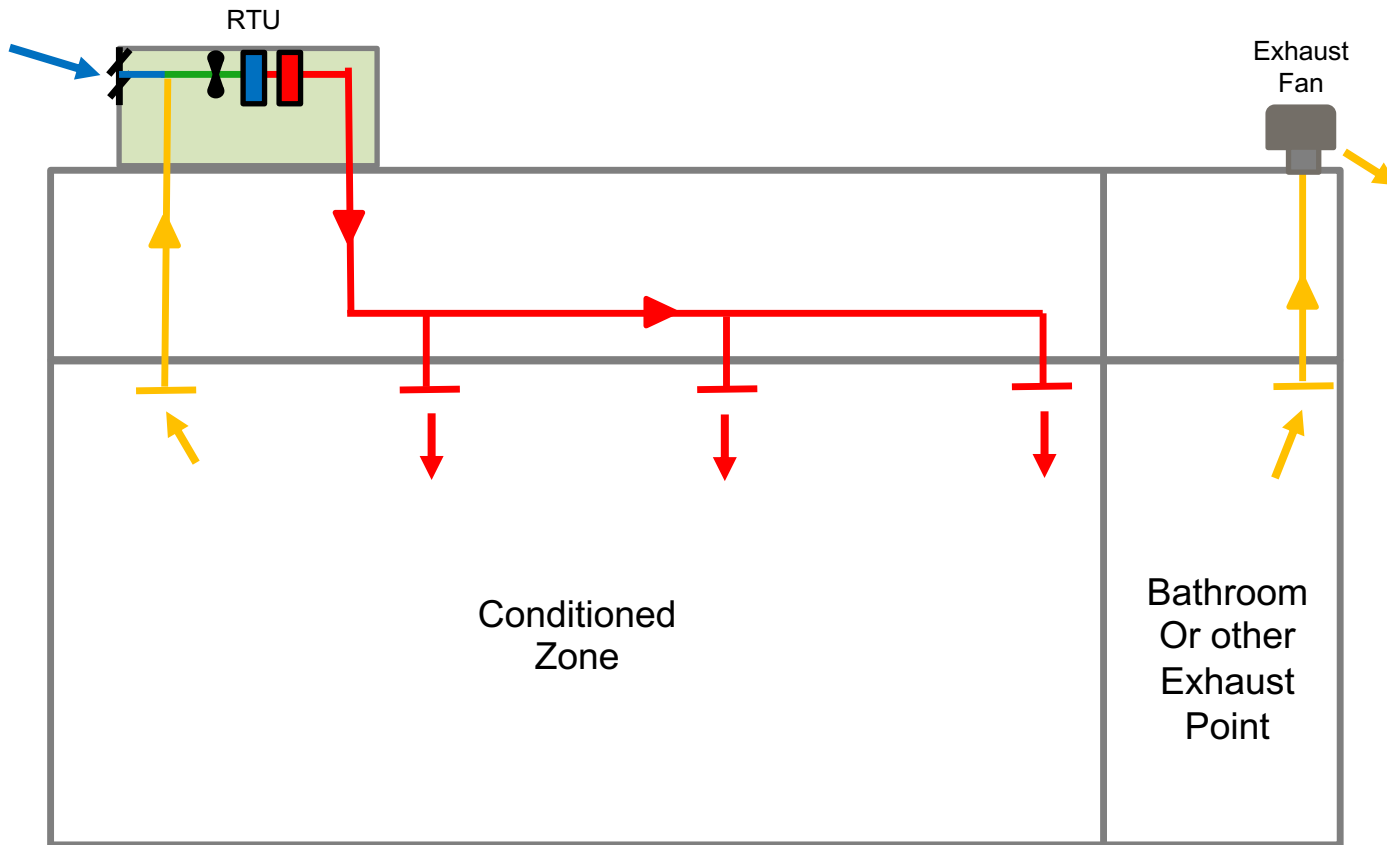 RTU
Exhaust
Fan
Conditioned
Zone
Bathroom
Or other
Exhaust
Point